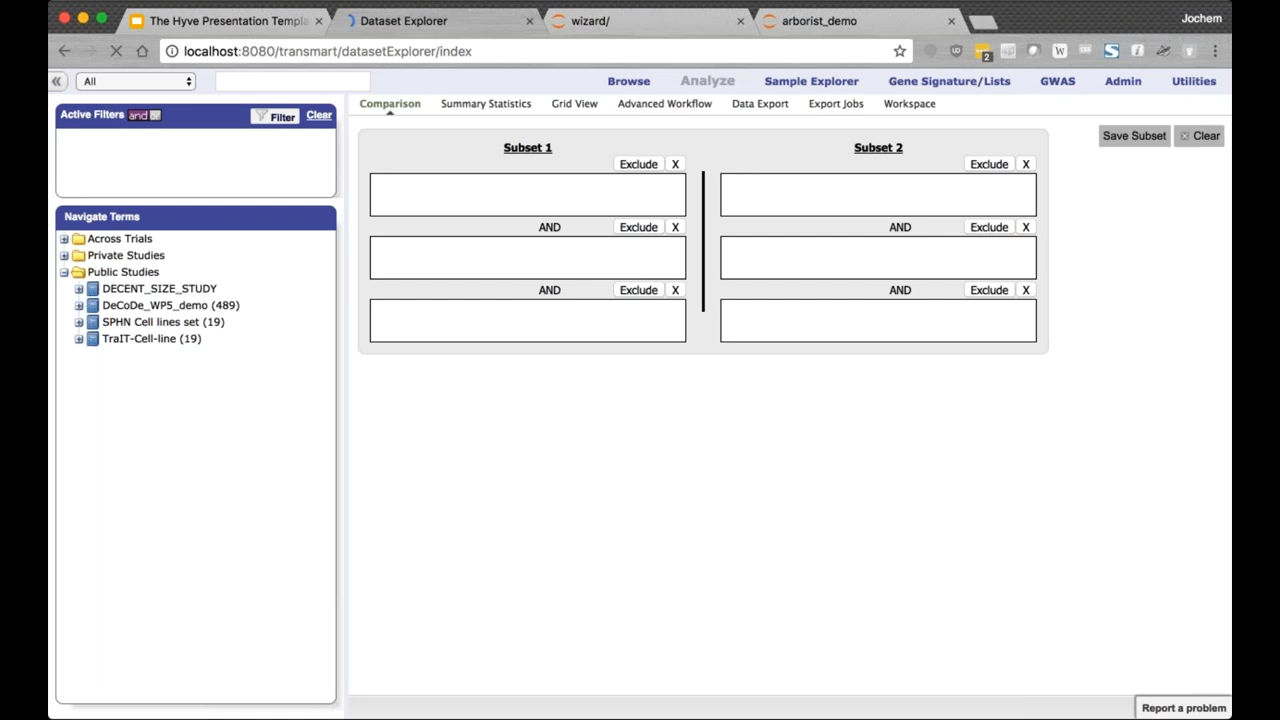 The Hyve Presentation Templa
Dataset Explorer
wizard/
arborist_demo
Jochem
localhost:8080/transmart/datasetExplorer/index
2
W
S
All
Browse
Analyze
Sample Explorer
Gene Signature/Lists
GWAS
Admin
Utilities
Active Filters and or
Filter
Clear
Navigate Terms
Across Trials
Private Studies
Public Studies
DECENT_SIZE_STUDY
DeCoDe_WP5_demo (489)
SPHN Cell lines set (19)
TraIT-Cell-line (19)
Comparison
Summary Statistics
Grid View
Advanced Workflow
Data Export
Export Jobs
Workspace
Subset 1
Exclude X
AND Exclude X
AND Exclude X
Subset 2
Exclude X
AND Exclude X
AND Exclude X
Save Subset
Clear
Report a problem